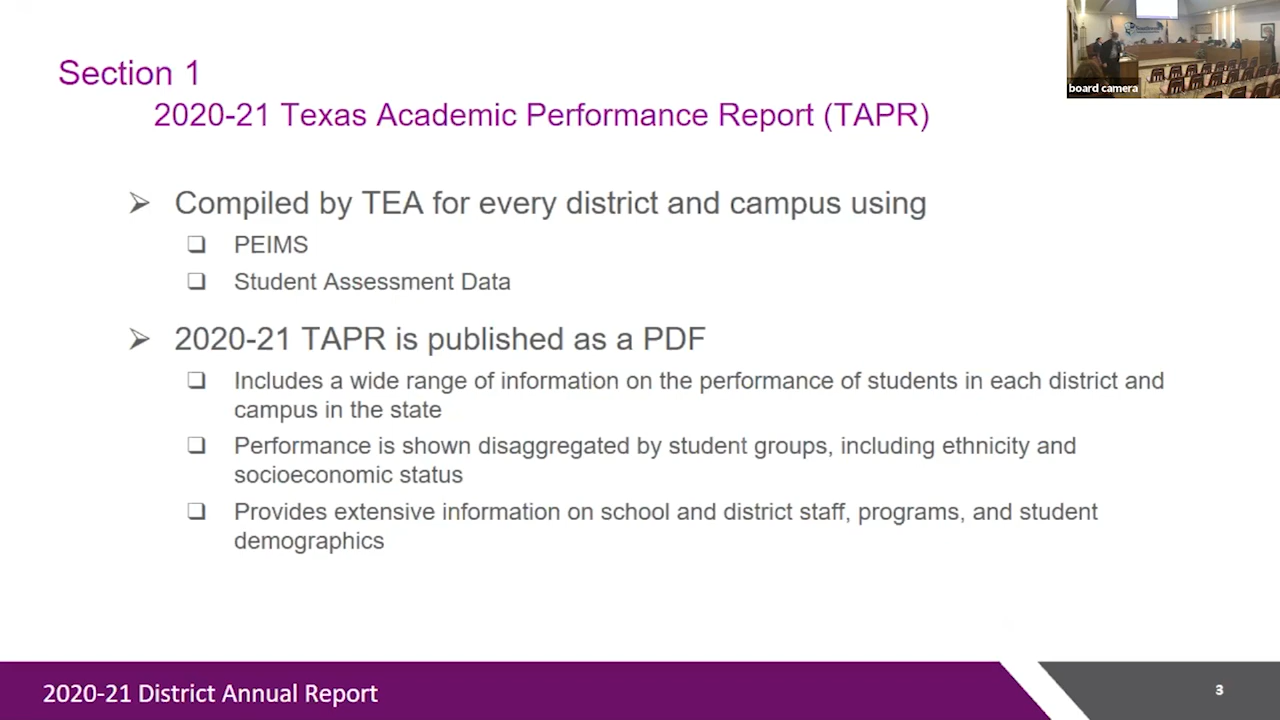 Section 1
2020-21 Texas Academic Performance Report (TAPR)
board camera
Compiled by TEA for every district and campus using
PEIMS
Student Assessment Data
2020-21 TAPR is published as a PDF
Includes a wide range of information on the performance of students in each district and
campus in the state
Performance is shown disaggregated by student groups, including ethnicity and
socioeconomic status
Provides extensive information on school and district staff, programs, and student
demographics
2020-21 District Annual Report
3